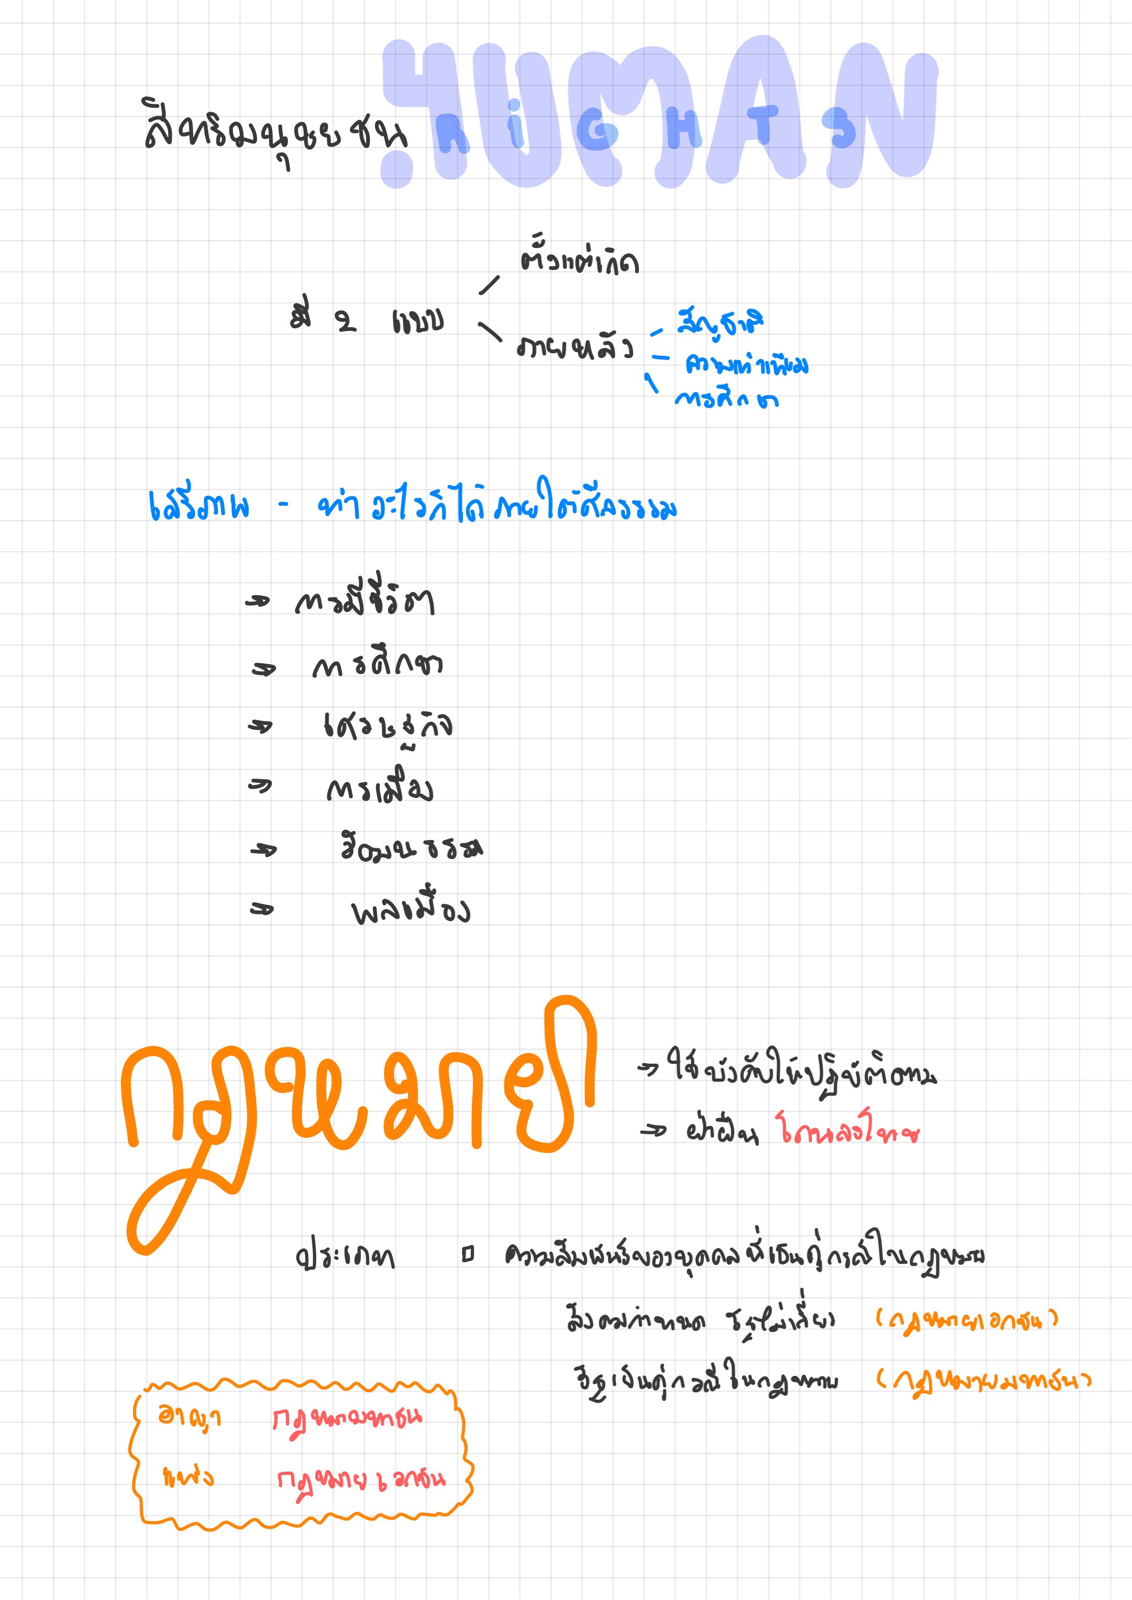 HUMAN
สิทธิมนุษยชน RIGHTS
ตั้งแต่เกิด
มี 2 แบบ
ภายหลัง
สัญชาติ
ความเท่าเทียม
การศึกษา
เสรีภาพ - ทำอะไรก็ได้ภายใต้ศีลธรรม
→ การมีชีวิต
→ การศึกษา
→ เศรษฐกิจ
→ การเมือง
→ วัฒนธรรม
→ พลเมือง
กฎหมาย
→ ใช้บังคับให้ปฏิบัติตาม
→ ฝ่าฝืน โดนลงโทษ
ประเภท ความสัมพันธ์ของบุคคลที่เป็นคู่กรณีในกฎหมาย
สังคมกำหนด รัฐไม่เกี่ยว (กฎหมายเอกชน)
รัฐเป็นคู่กรณีในกฎหมาย (กฎหมายมหาชน)
อาญา กฎหมายมหาชน
แพ่ง กฎหมายเอกชน